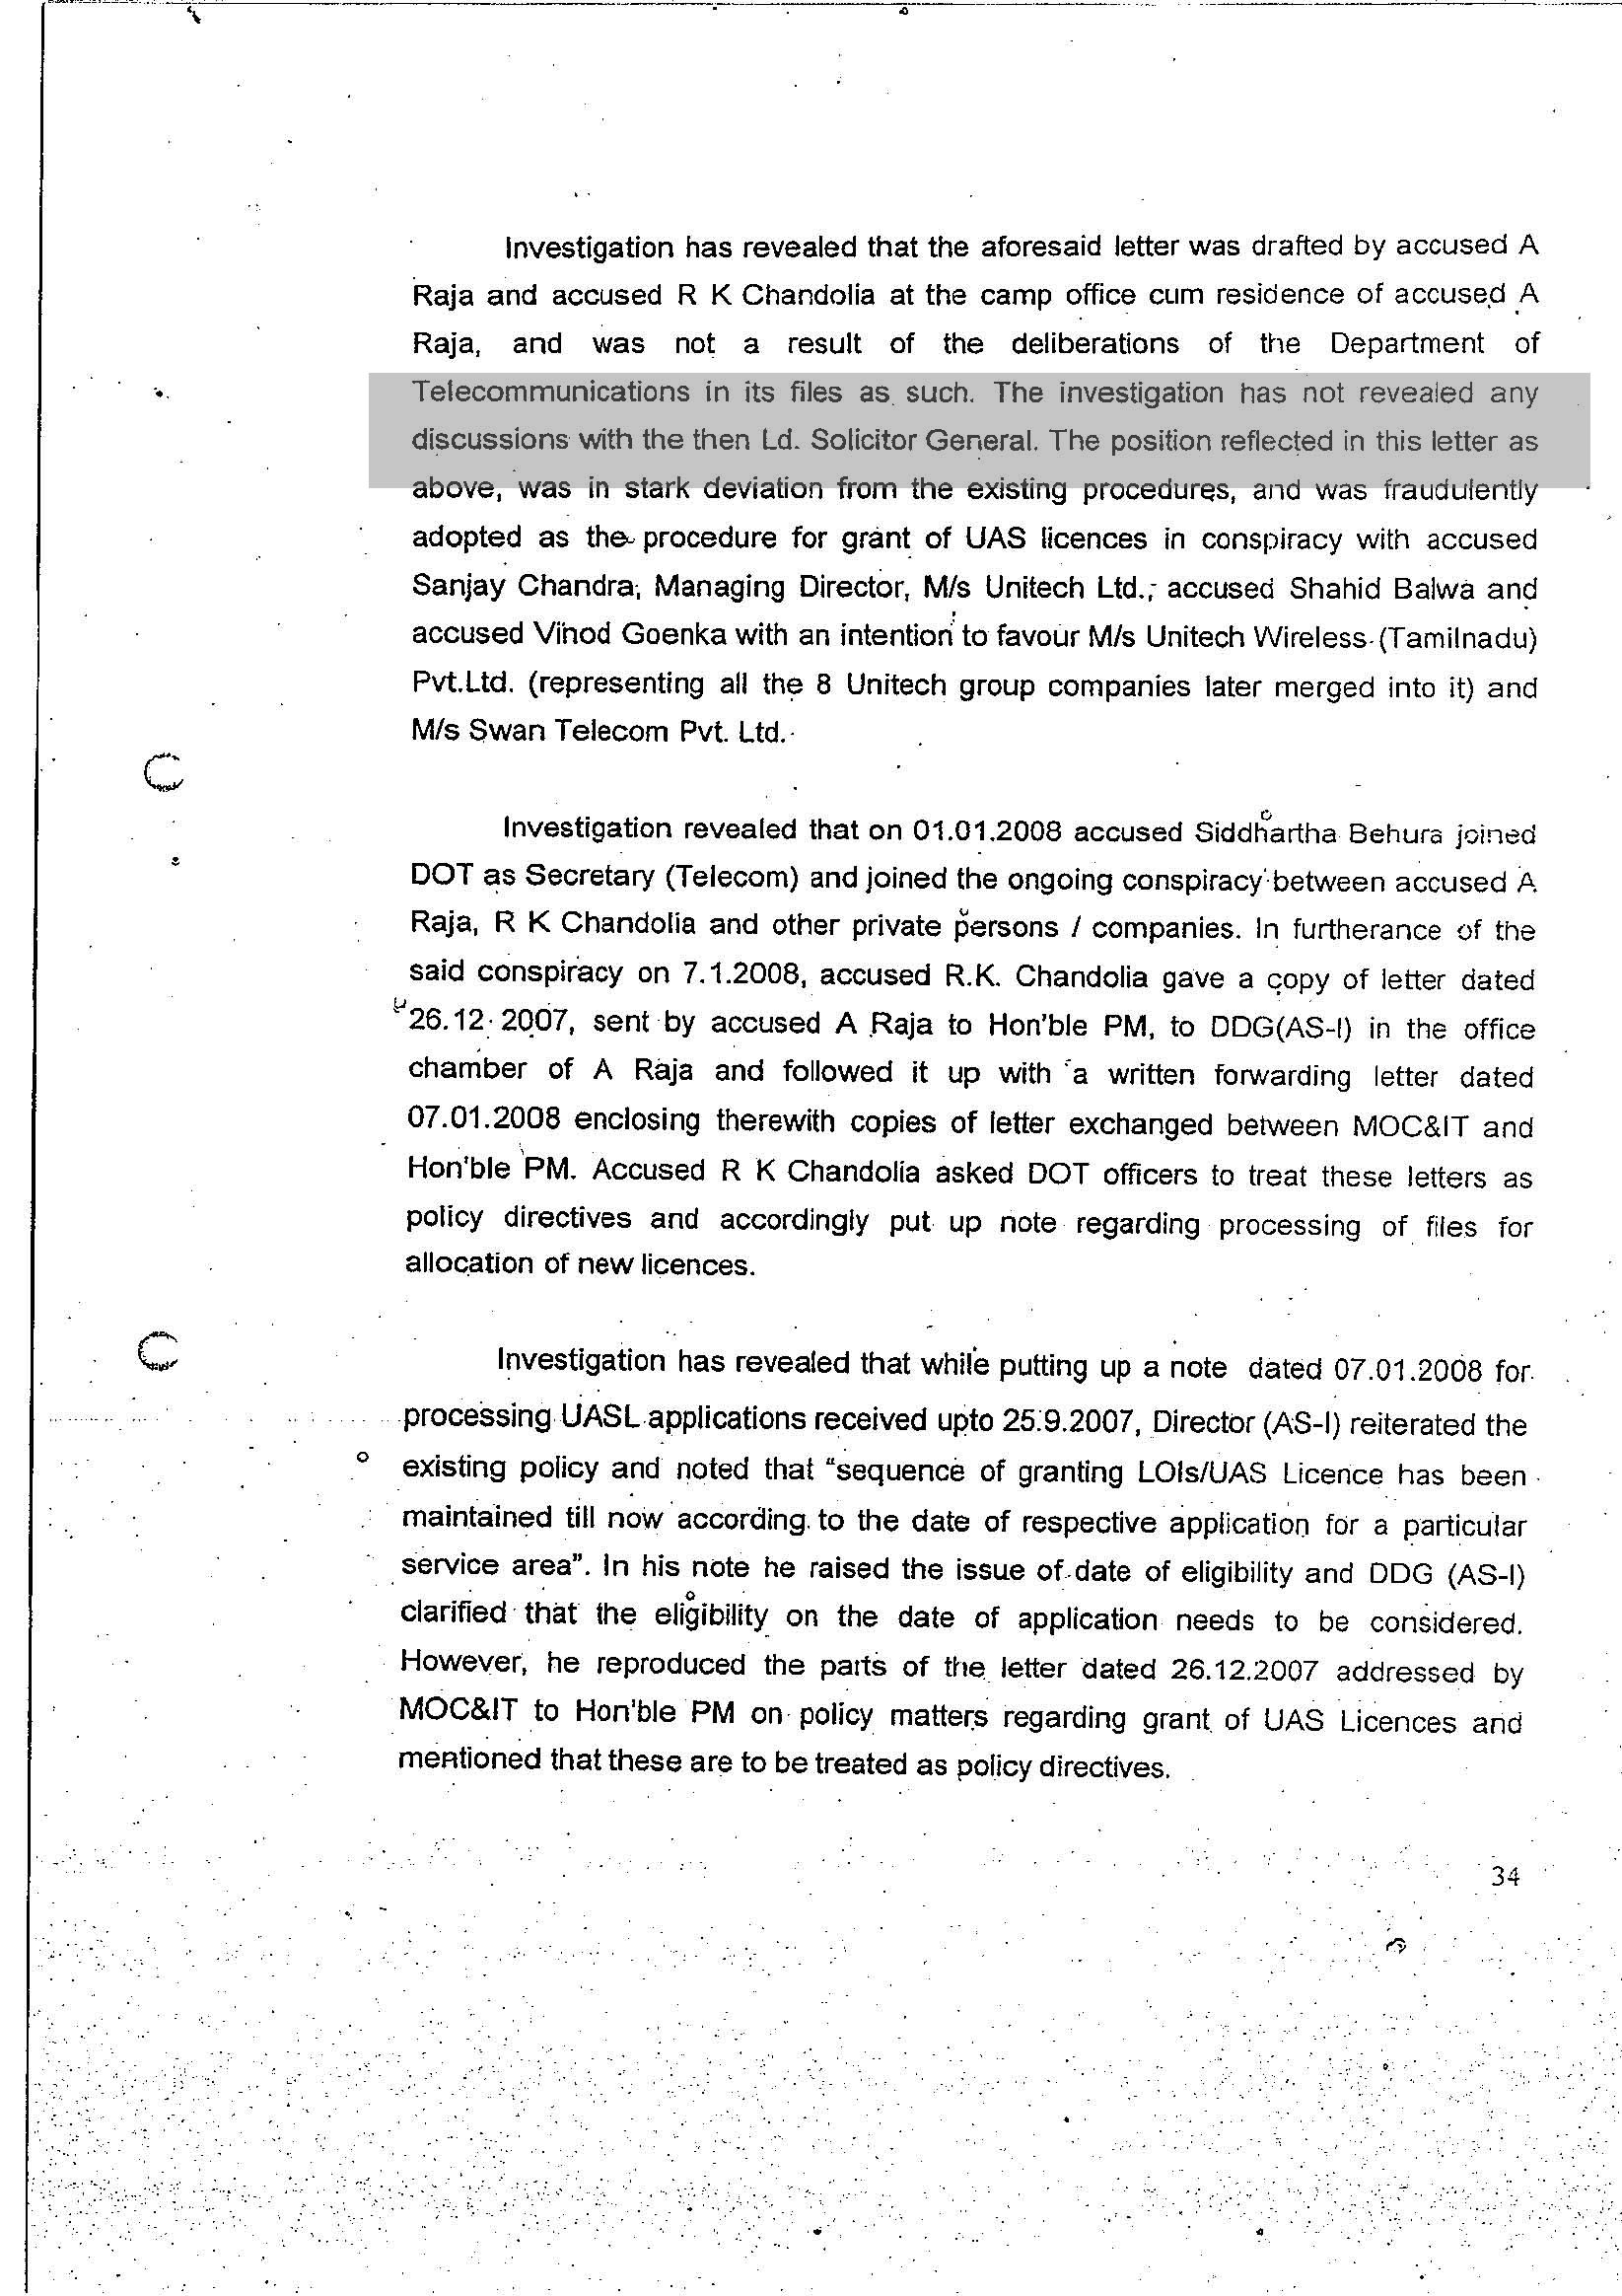 Investigation has revealed that the aforesaid letter was drafted by accused A
Raja and accused R K Chandolia at the camp office cum residence of accused A
Raja, and was not a result of the deliberations of the Department of
Telecommunications in its files as such. The investigation has not revealed any
discussions with the then Ld. Solicitor General. The position reflected in this letter as
above, was in stark deviation from the existing procedures, and was fraudulently
adopted as the procedure for grant of UAS licences in conspiracy with accused
Sanjay Chandra, Managing Director, M/s Unitech Ltd., accused Shahid Balwa and
accused Vinod Goenka with an intention to favour M/s Unitech Wireless (Tamilnadu)
Pvt.Ltd. (representing all the 8 Unitech group companies later merged into it) and
M/s Swan Telecom Pvt. Ltd.
Investigation revealed that on 01.01.2008 accused Siddhartha Behura joined
DOT as Secretary (Telecom) and joined the ongoing conspiracy between accused A
Raja, R K Chandolia and other private persons / companies. In furtherance of the
said conspiracy on 7.1.2008, accused R.K. Chandolia gave a copy of letter dated
26.12.2007, sent by accused A Raja to Hon'ble PM, to DDG(AS-I) in the office
chamber of A Raja and followed it up with a written forwarding letter dated
07.01.2008 enclosing therewith copies of letter exchanged between MOC&IT and
Hon'ble PM. Accused R K Chandolia asked DOT officers to treat these letters as
policy directives and accordingly put up note regarding processing of files for
allocation of new licences.
Investigation has revealed that while putting up a note dated 07.01.2008 for
processing UASL applications received upto 25.9.2007, Director (AS-I) reiterated the
existing policy and noted that “sequence of granting LOIs/UAS Licence has been
maintained till now according to the date of respective application for a particular
service area”. In his note he raised the issue of date of eligibility and DDG (AS-I)
clarified that the eligibility on the date of application needs to be considered.
However, he reproduced the parts of the letter dated 26.12.2007 addressed by
MOC&IT to Hon'ble PM on policy matters regarding grant of UAS Licences and
mentioned that these are to be treated as policy directives.
34